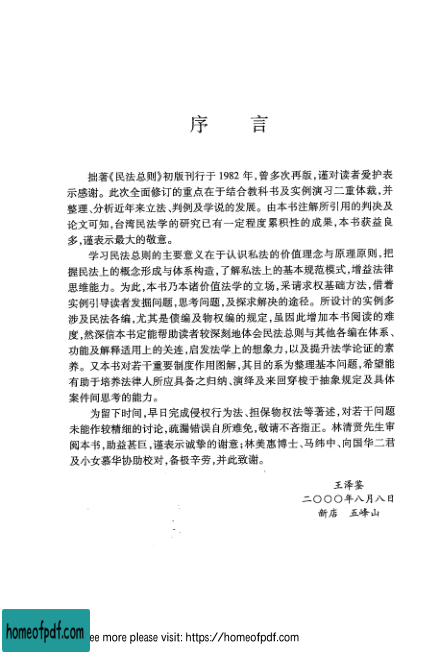 序 言
拙著《民法总则》初版刊行于 1982 年,曾多次再版,谨对读者爱护表
示感谢。此次全面修订的重点在于结合教科书及实例演习二重体裁,并
整理、分析近年来立法、判例及学说的发展。由本书注解所引用的判决及
论文可知,台湾民法学的研究已有一定程度累积性的成果,本书获益良
多,谨表示最大的敬意。
学习民法总则的主要意义在于认识私法的价值理念与原理原则,把
握民法上的概念形成与体系构造,了解私法上的基本规范模式,增益法律
思维能力。为此,本书乃本诸价值法学的立场,采请求权基础方法,借着
实例引导读者发掘问题,思考问题,及探求解决的途径。所设计的实例多
涉及民法各编,尤其是债编及物权编的规定,虽因此增加本书阅读的难
度,然深信本书定能帮助读者较深刻地体会民法总则与其他各编在体系、
功能及解释适用上的关连,启发法学上的想象力,以及提升法学论证的素
养。又本书对若干重要制度作用图解,其目的系为整理基本问题,希望能
有助于培养法律人所应具备之归纳、演绎及来回穿梭于抽象规定及具体
案件间思考的能力。
为留下时间,早日完成侵权行为法、担保物权法等著述,对若干问题
未能作较精细的讨论,疏漏错误自所难免,敬请不吝指正。林清贤先生审
阅本书,助益甚巨,谨表示诚挚的谢意;林美惠博士、马纬中、向国华二君
及小女慕华协助校对,备极辛劳,并此致谢。
王泽鉴
二〇〇〇年八月八日
新店 五峰山
homeofpdf.com
ee more please visit: https://homeofpdf.com